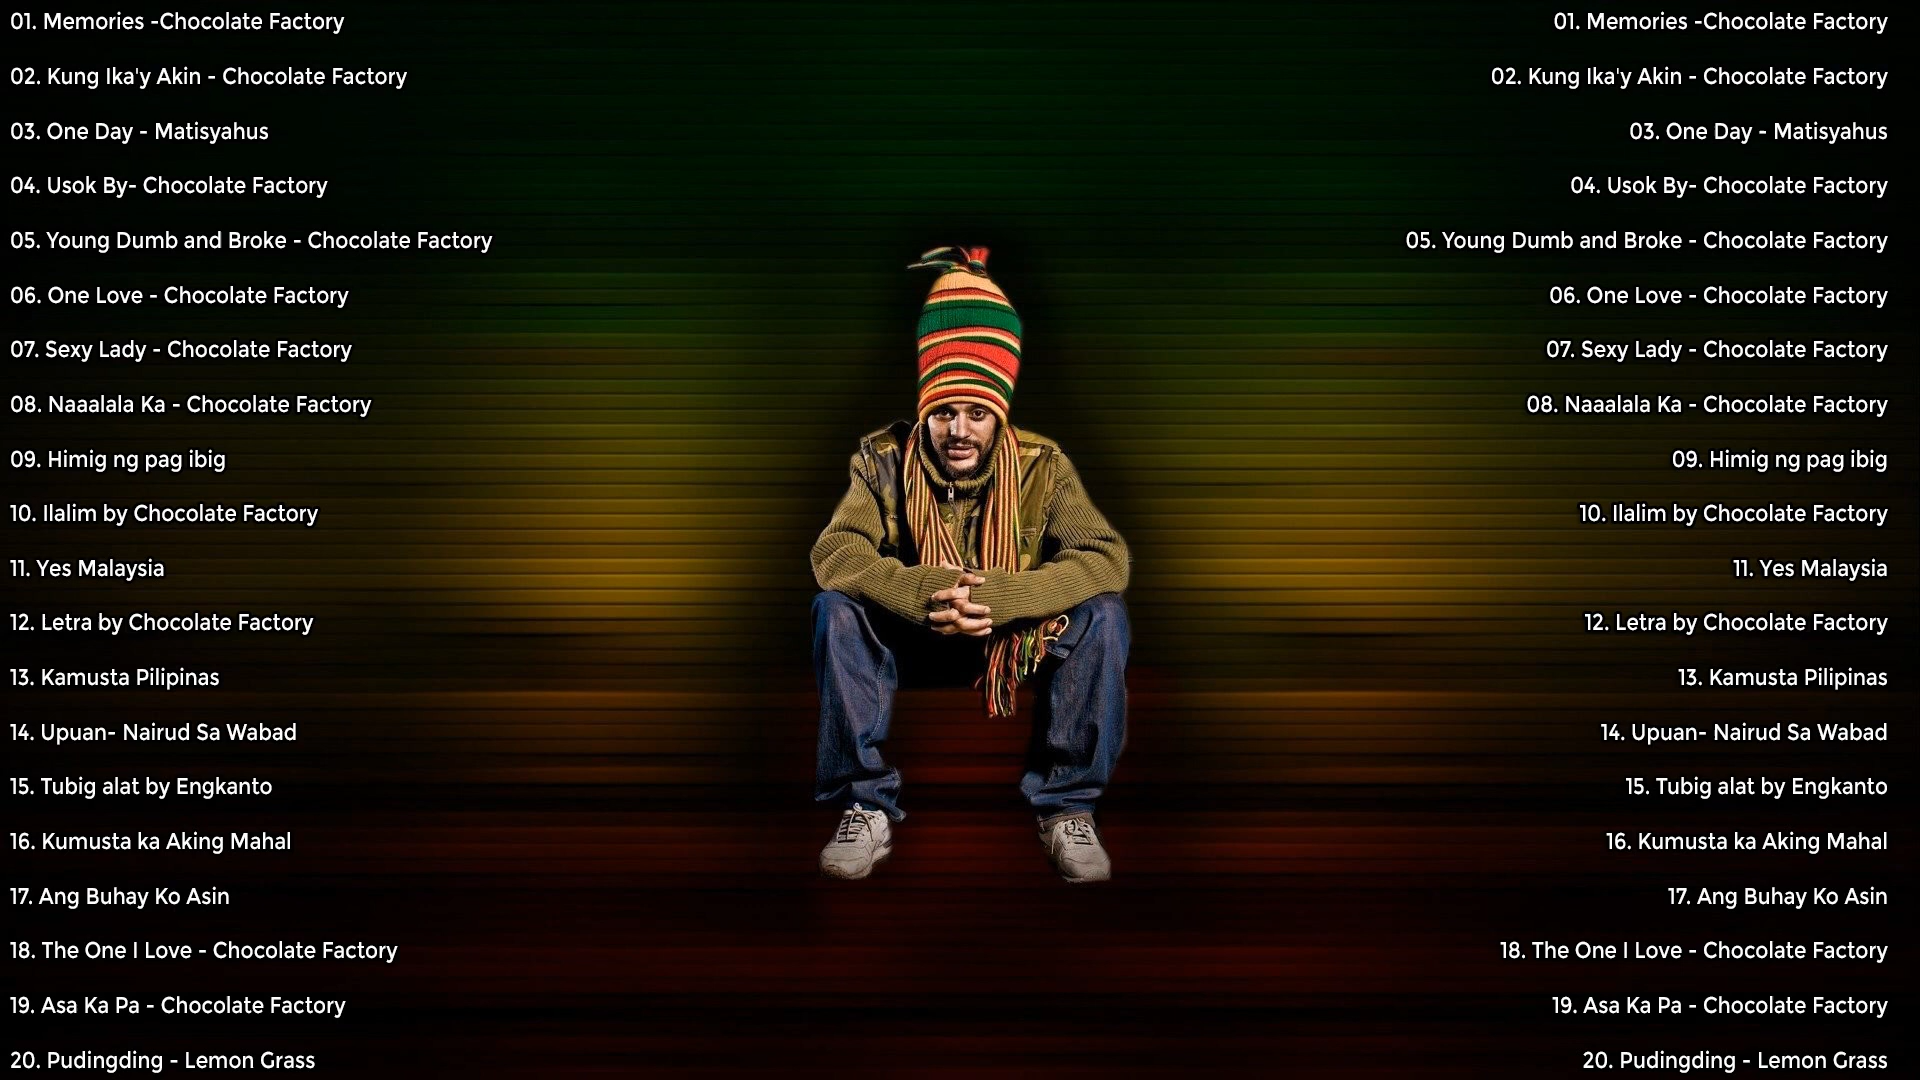 01. Memories -Chocolate Factory
02. Kung Ika'y Akin - Chocolate Factory
03. One Day - Matisyahus
04. Usok By- Chocolate Factory
05. Young Dumb and Broke - Chocolate Factory
06. One Love - Chocolate Factory
07. Sexy Lady - Chocolate Factory
08. Naaalala Ka - Chocolate Factory
09. Himig ng pag ibig
10. Ilalim by Chocolate Factory
11. Yes Malaysia
12. Letra by Chocolate Factory
13. Kamusta Pilipinas
14. Upuan- Nairud Sa Wabad
15. Tubig alat by Engkanto
16. Kumusta ka Aking Mahal
17. Ang Buhay Ko Asin
18. The One I Love - Chocolate Factory
19. Asa Ka Pa - Chocolate Factory
20. Pudingding - Lemon Grass
01. Memories -Chocolate Factory
02. Kung Ika'y Akin - Chocolate Factory
03. One Day - Matisyahus
04. Usok By- Chocolate Factory
05. Young Dumb and Broke - Chocolate Factory
06. One Love - Chocolate Factory
07. Sexy Lady - Chocolate Factory
08. Naaalala Ka - Chocolate Factory
09. Himig ng pag ibig
10. Ilalim by Chocolate Factory
11. Yes Malaysia
12. Letra by Chocolate Factory
13. Kamusta Pilipinas
14. Upuan- Nairud Sa Wabad
15. Tubig alat by Engkanto
16. Kumusta ka Aking Mahal
17. Ang Buhay Ko Asin
18. The One I Love - Chocolate Factory
19. Asa Ka Pa - Chocolate Factory
20. Pudingding - Lemon Grass